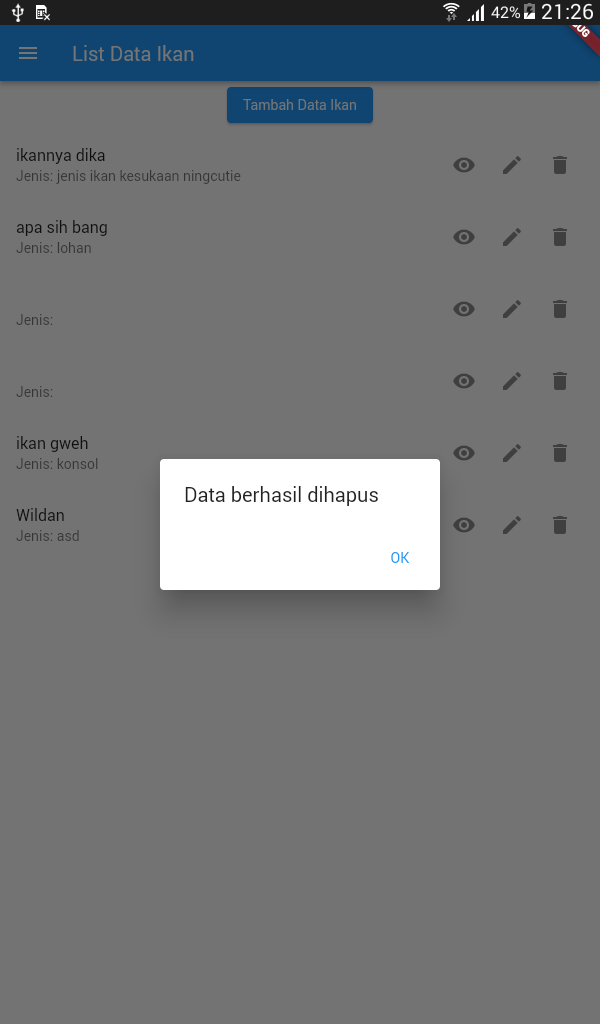 42% 21:26
List Data Ikan
Tambah Data Ikan
ikannya dika
Jenis: jenis ikan kesukaan ningcutie
apa sih bang
Jenis: lohan
Jenis:
Jenis:
ikan gweh
Jenis: konsol
Wildan
Jenis: asd
Data berhasil dihapus
OK